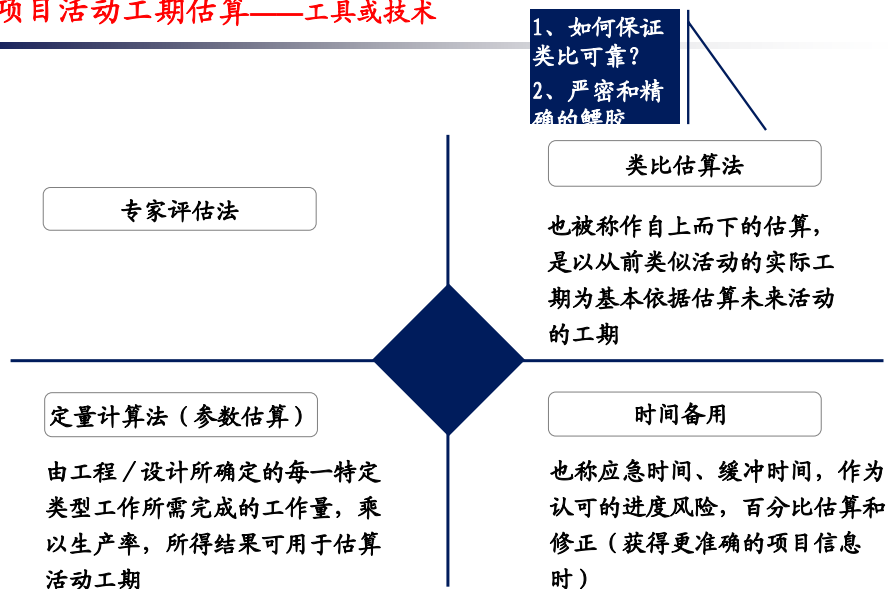 项目活动工期估算——工具或技术
1、如何保证
类比可靠？
2、严密和精
确的鳔胶
类比估算法
也被称作自上而下的估算，
是以从前类似活动的实际工
期为基本依据估算未来活动
的工期
专家评估法
定量计算法（参数估算）
由工程/设计所确定的每一特定
类型工作所需完成的工作量，乘
以生产率，所得结果可用于估算
活动工期
时间备用
也称应急时间、缓冲时间，作为
认可的进度风险，百分比估算和
修正（获得更准确的项目信息
时）